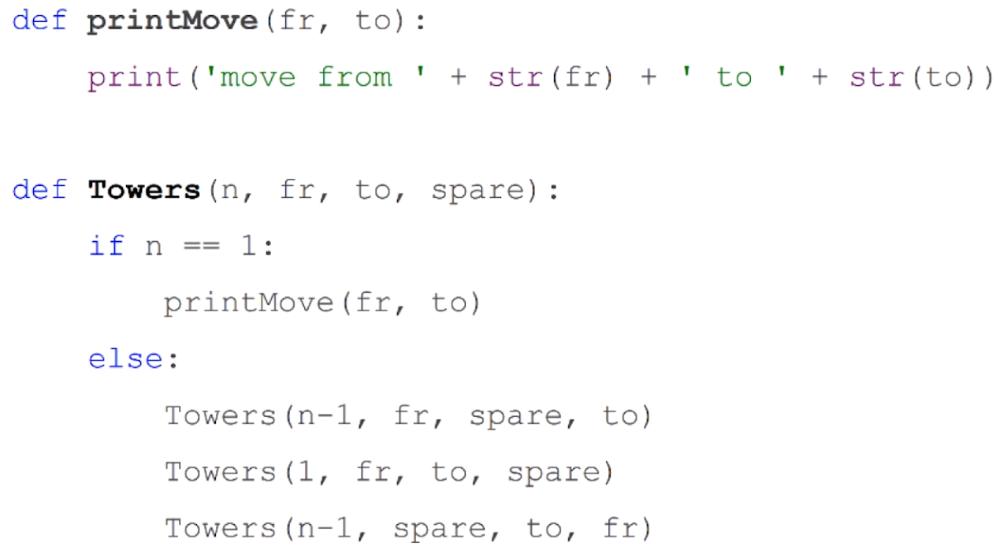 def printMove(fr, to):
    print('move from ' + str(fr) + ' to ' + str(to))
def Towers(n, fr, to, spare):
    if n == 1:
        printMove(fr, to)
    else:
        Towers(n-1, fr, spare, to)
        Towers(1, fr, to, spare)
        Towers(n-1, spare, to, fr)